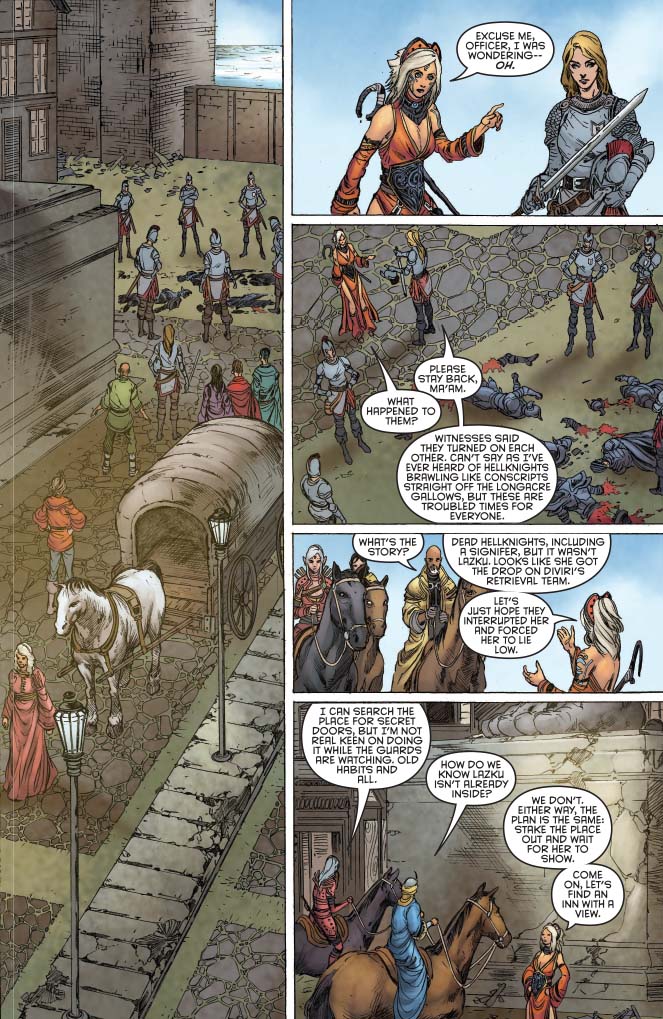 EXCUSE ME,
OFFICER, I WAS
WONDERING--
OH.
PLEASE
STAY BACK,
MA'AM.
WHAT
HAPPENED TO
THEM?
WITNESSES SAID
THEY TURNED ON EACH
OTHER. CAN'T SAY AS I'VE
EVER HEARD OF HELLKNIGHTS
BRAWLING LIKE CONSCRIPTS
STRAIGHT OFF THE LONGACRE
GALLOWS, BUT THESE ARE
TROUBLED TIMES FOR
EVERYONE.
WHAT'S THE
STORY?
DEAD HELLKNIGHTS, INCLUDING
A SIGNIFER, BUT IT WASN'T
LAZKU. LOOKS LIKE SHE GOT
THE DROP ON DIVIRI'S
RETRIEVAL TEAM.
LET'S
JUST HOPE THEY
INTERRUPTED HER
AND FORCED
HER TO LIE
LOW.
I CAN SEARCH THE
PLACE FOR SECRET
DOORS, BUT I'M NOT
REAL KEEN ON DOING
IT WHILE THE GUARDS
ARE WATCHING. OLD
HABITS AND
ALL.
HOW DO WE
KNOW LAZKU
ISN'T ALREADY
INSIDE?
WE DON'T.
EITHER WAY, THE
PLAN IS THE SAME:
STAKE THE PLACE
OUT AND WAIT
FOR HER TO
SHOW.
COME
ON, LET'S
FIND AN
INN WITH A
VIEW.